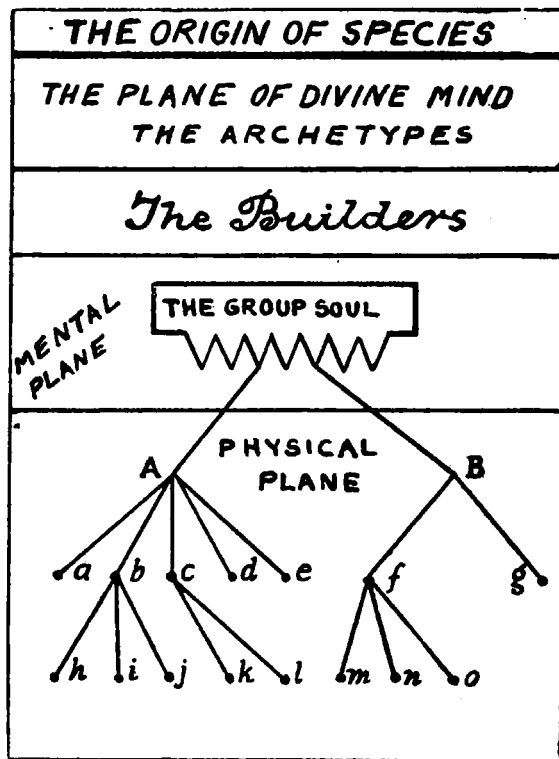 THE ORIGIN OF SPECIES
THE PLANE OF DIVINE MIND
THE ARCHETYPES
The Builders
MENTAL
PLANE
THE GROUP SOUL
PHYSICAL
PLANE
A
B
a b c d e f g
h i j k l m n o